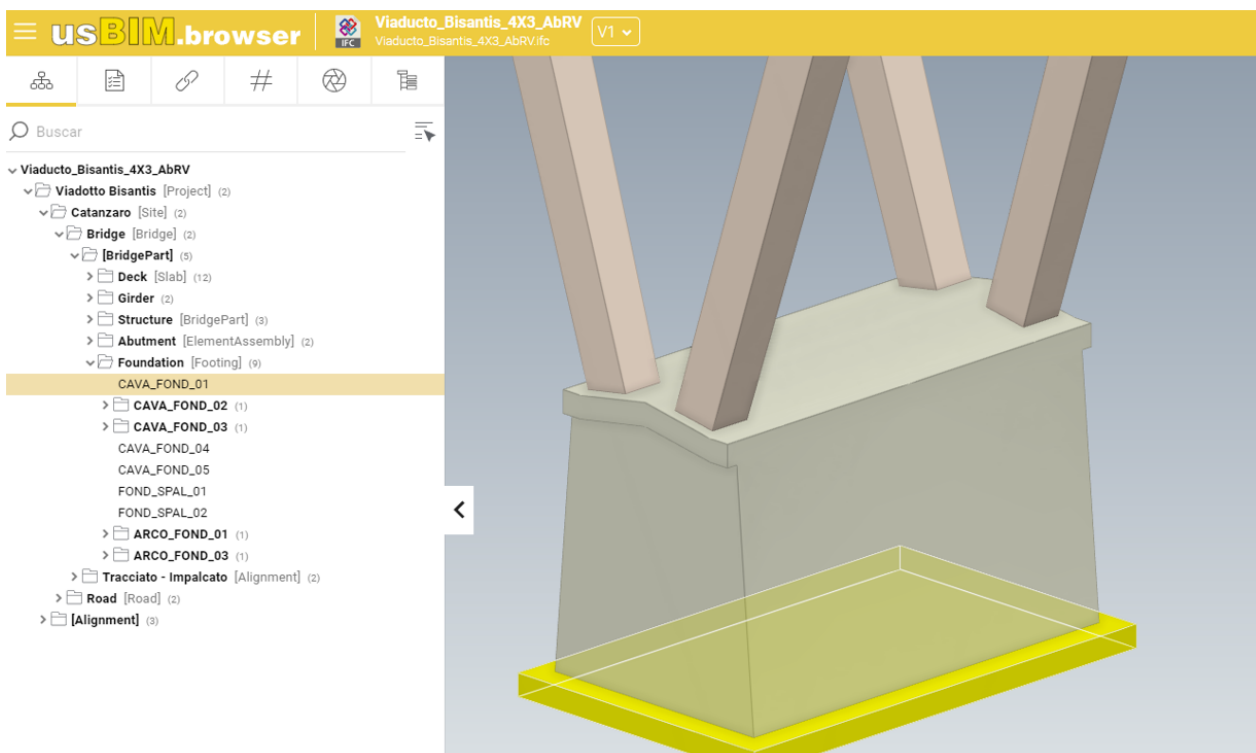 usBIM.browser
IFC
Viaducto_Bisantis_4X3_AbRV
Viaducto_Bisantis_4X3_AbRV.ifc
V1
Buscar
Viaducto_Bisantis_4X3_AbRV
Viadotto Bisantis [Project] (2)
Catanzaro [Site] (2)
Bridge [Bridge] (2)
[BridgePart] (5)
Deck [Slab] (12)
Girder (2)
Structure [BridgePart] (3)
Abutment [ElementAssembly] (2)
Foundation [Footing] (9)
CAVA_FOND_01
CAVA_FOND_02 (1)
CAVA_FOND_03 (1)
CAVA_FOND_04
CAVA_FOND_05
FOND_SPAL_01
FOND_SPAL_02
ARCO_FOND_01 (1)
ARCO_FOND_03 (1)
Tracciato - Impalcato [Alignment] (2)
Road [Road] (2)
[Alignment] (3)